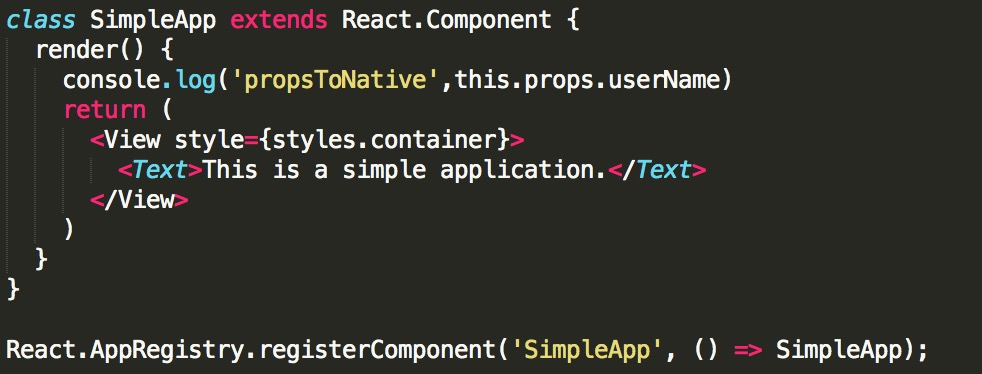 class SimpleApp extends React.Component {
  render() {
    console.log('propsToNative',this.props.userName)
    return (
      <View style={styles.container}>
        <Text>This is a simple application.</Text>
      </View>
    )
  }
}

React.AppRegistry.registerComponent('SimpleApp', () => SimpleApp);